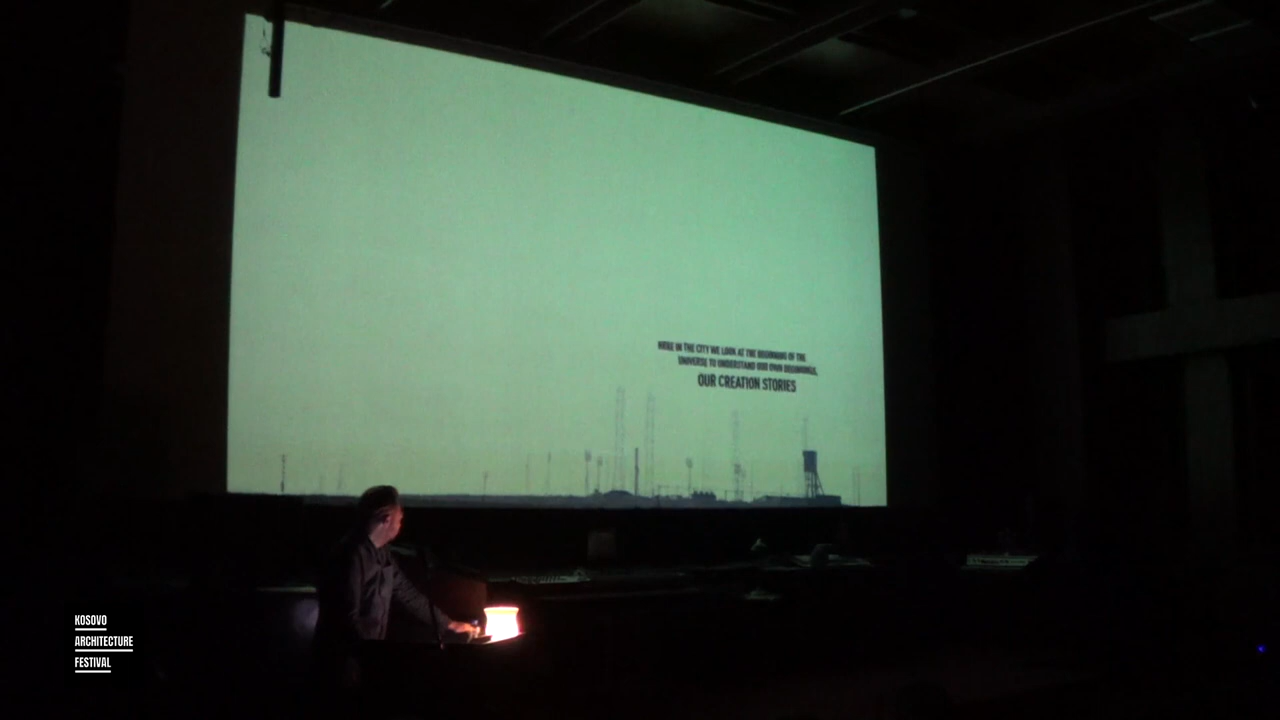 HERE IN THE CITY WE LOOK AT THE BEGINNING OF THE
UNIVERSE TO UNDERSTAND OUR OWN BEGINNINGS,
OUR CREATION STORIES
KOSOVO
ARCHITECTURE
FESTIVAL